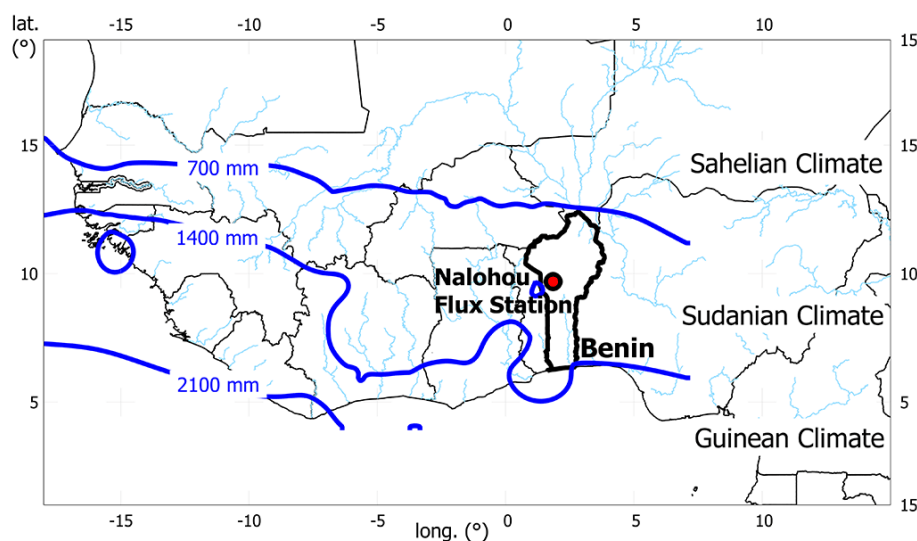 lat.
(°)
-15 -10 -5 0 5 10 15
15 15
700 mm
Sahelian Climate
1400 mm
10 10
Nalohou
Flux Station
Sudanian Climate
Benin
2100 mm
5 5
Guinean Climate
15
-15 -10 -5 0 5 10 15
long. (°)
15